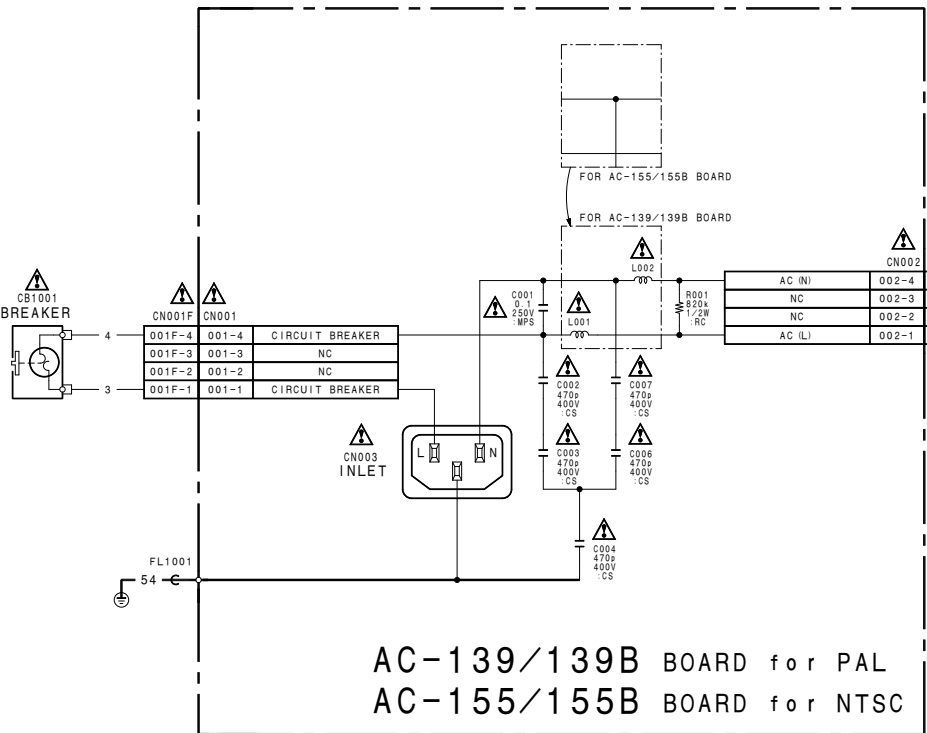 FOR AC-155/155B BOARD
FOR AC-139/139B BOARD
L002
CN002
AC (N) 002-4
NC 002-3
NC 002-2
AC (L) 002-1
R001
820k
1/2W
:RC
C001
0.1
250V
:MPS
L001
CB1001
BREAKER
4
3
CN001F CN001
001F-4 001-4 CIRCUIT BREAKER
001F-3 001-3 NC
001F-2 001-2 NC
001F-1 001-1 CIRCUIT BREAKER
C002
470p
400V
:CS
C007
470p
400V
:CS
CN003
INLET
L N
C003
470p
400V
:CS
C006
470p
400V
:CS
C004
470p
400V
:CS
FL1001
54
AC-139/139B BOARD for PAL
AC-155/155B BOARD for NTSC